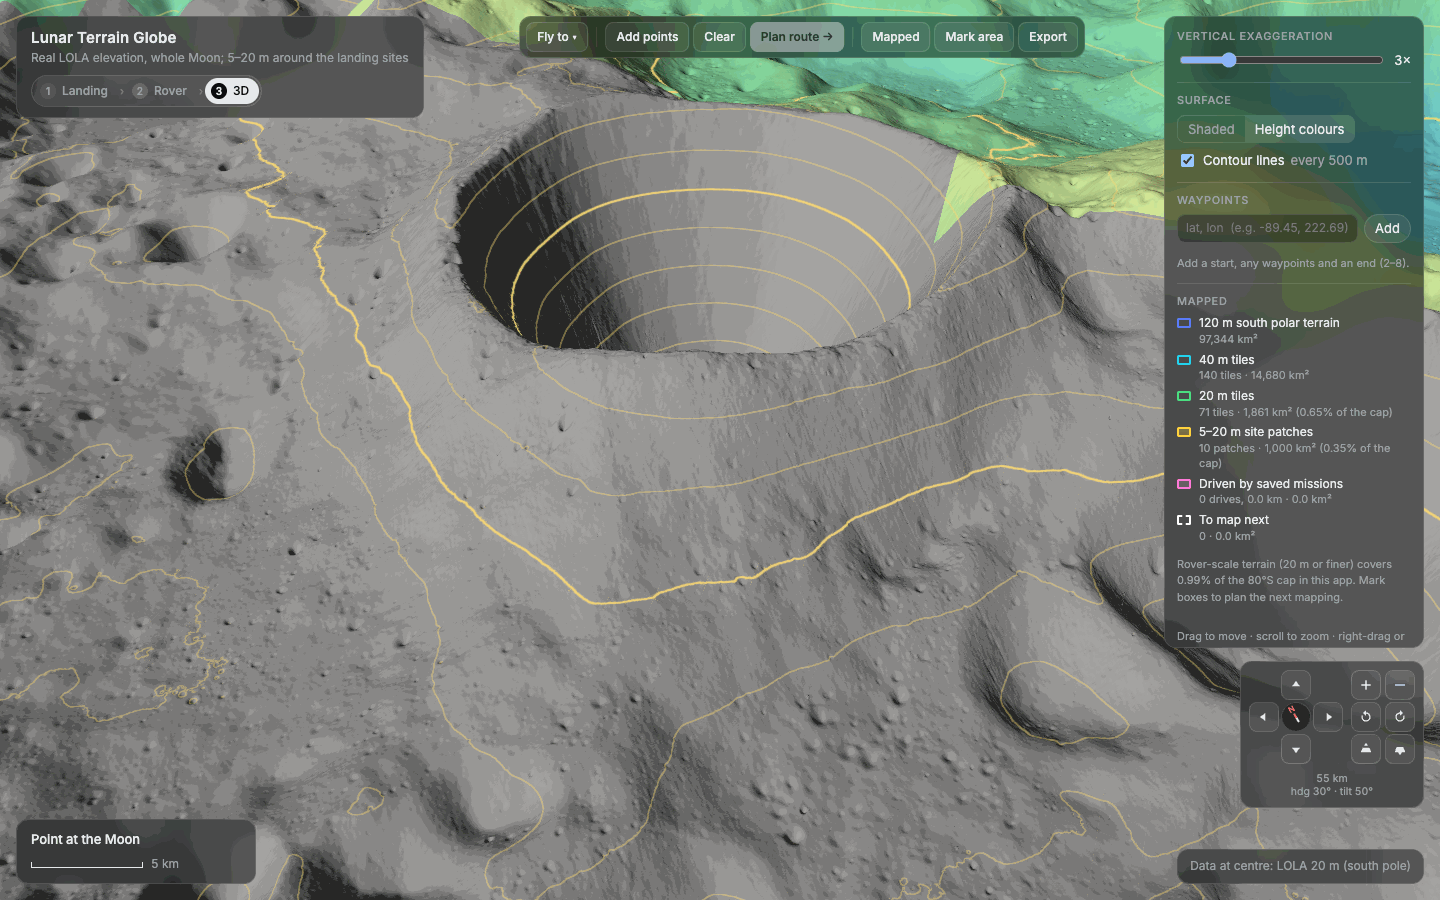 Lunar Terrain Globe
Real LOLA elevation, whole Moon; 5–20 m around the landing sites
1 Landing › 2 Rover › 3 3D
Fly to ▾ Add points Clear Plan route → Mapped Mark area Export
VERTICAL EXAGGERATION
3×
SURFACE
Shaded Height colours
Contour lines every 500 m
WAYPOINTS
lat, lon (e.g. -89.45, 222.69) Add
Add a start, any waypoints and an end (2–8).
MAPPED
120 m south polar terrain
97,344 km²
40 m tiles
140 tiles · 14,680 km²
20 m tiles
71 tiles · 1,861 km² (0.65% of the cap)
5–20 m site patches
10 patches · 1,000 km² (0.35% of the
cap)
Driven by saved missions
0 drives, 0.0 km · 0.0 km²
To map next
0 · 0.0 km²
Rover-scale terrain (20 m or finer) covers
0.99% of the 80°S cap in this app. Mark
boxes to plan the next mapping.
Drag to move · scroll to zoom · right-drag or
N
55 km
hdg 30° · tilt 50°
Point at the Moon
5 km
Data at centre: LOLA 20 m (south pole)